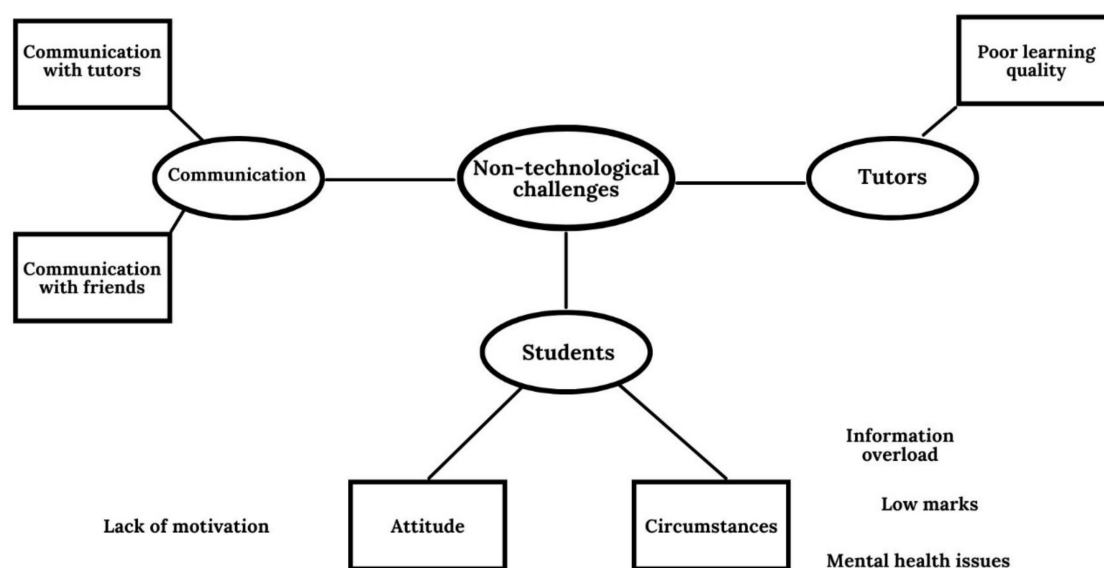 Communication
with tutors
Poor learning
quality
Non-technological
challenges
Communication
Tutors
Communication
with friends
Students
Information
overload
Low marks
Lack of motivation
Attitude
Circumstances
Mental health issues